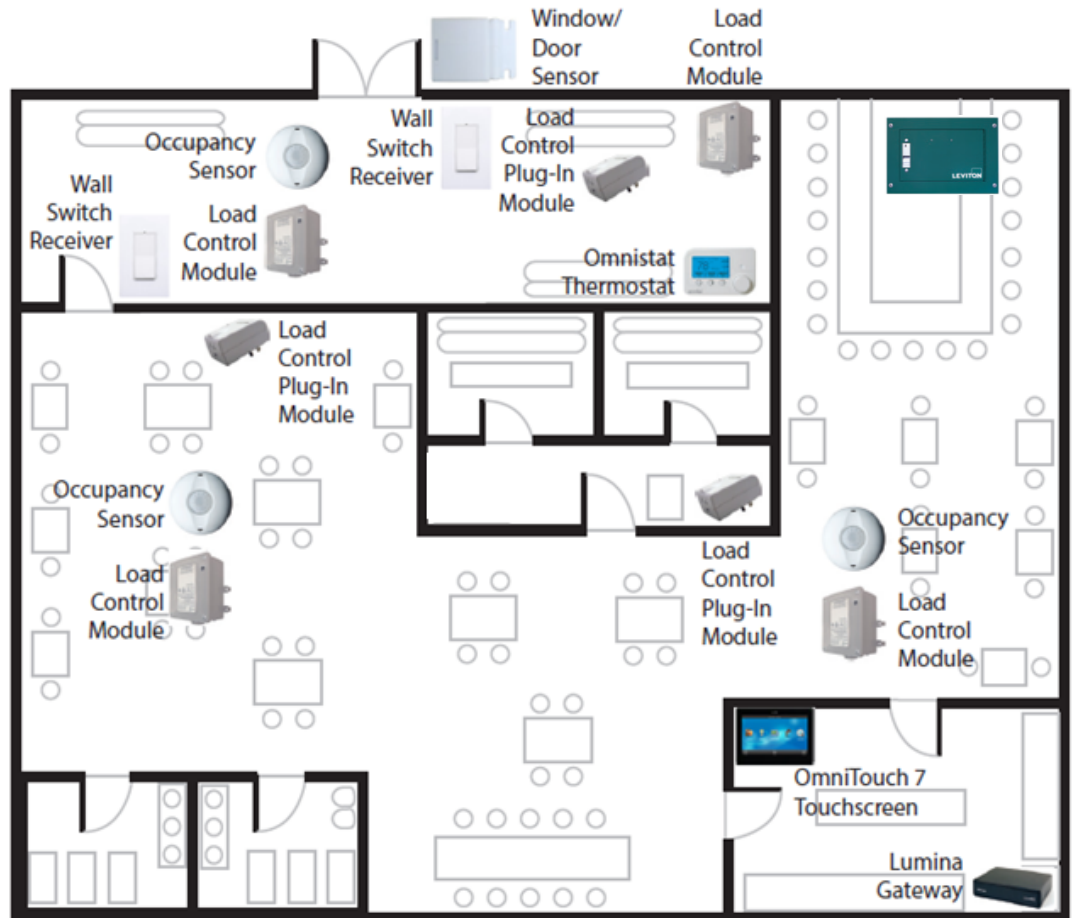 Window/
Door
Sensor
Load
Control
Module
Occupancy
Sensor
Wall
Switch
Receiver
Load
Control
Plug-In
Module
Wall
Switch
Receiver
Load
Control
Module
Omnistat
Thermostat
LEVITON
Load
Control
Plug-In
Module
Occupancy
Sensor
Load
Control
Module
Load
Control
Plug-In
Module
Occupancy
Sensor
Load
Control
Module
OmniTouch 7
Touchscreen
Lumina
Gateway